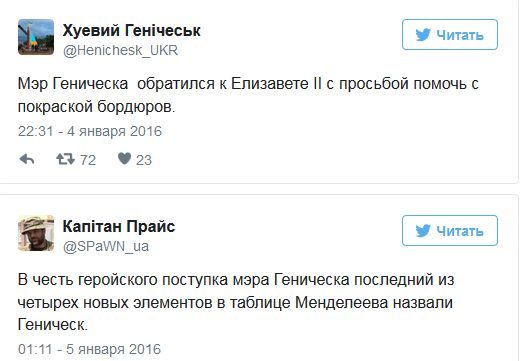 Хуевий Генічеськ
@Henichesk_UKR
Читать
Мэр Геническа обратился к Елизавете II с просьбой помочь с
покраской бордюров.
22:31 - 4 января 2016
72 23
Капітан Прайс
@SPaWN_ua
Читать
В честь геройского поступка мэра Геническа последний из
четырех новых элементов в таблице Менделеева назвали
Геническ.
01:11 - 5 января 2016